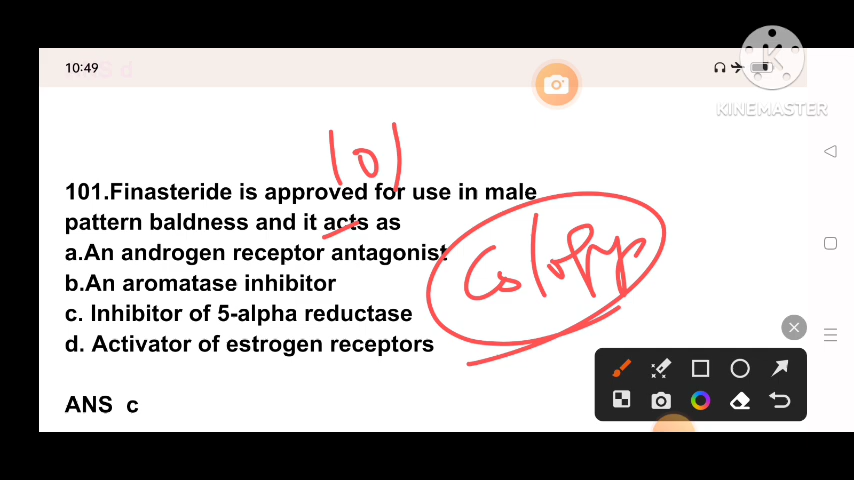 10:49
KINEMASTER
101
101.Finasteride is approved for use in male
pattern baldness and it acts as
a.An androgen receptor antagonist
b.An aromatase inhibitor
c. Inhibitor of 5-alpha reductase
d. Activator of estrogen receptors
ANS c